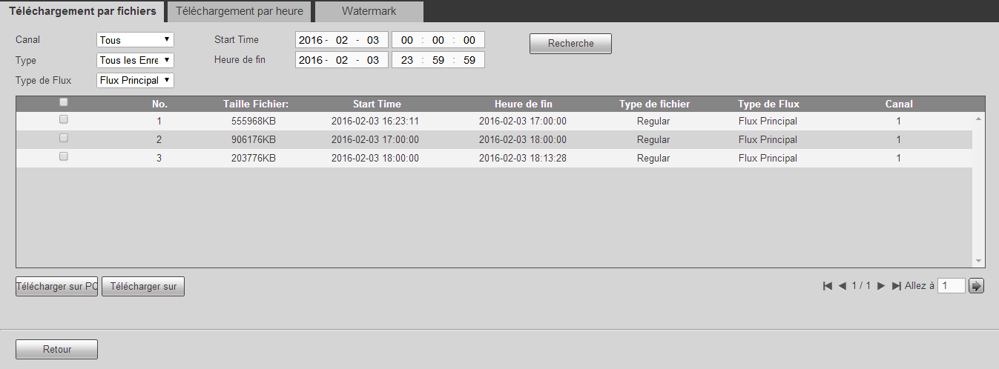 Téléchargement par fichiers Téléchargement par heure Watermark
Canal Tous Start Time 2016 - 02 - 03 00 : 00 : 00 Recherche
Type Tous les Enre Heure de fin 2016 - 02 - 03 23 : 59 : 59
Type de Flux Flux Principal
No. Taille Fichier: Start Time Heure de fin Type de fichier Type de Flux Canal
1 555968KB 2016-02-03 16:23:11 2016-02-03 17:00:00 Regular Flux Principal 1
2 906176KB 2016-02-03 17:00:00 2016-02-03 18:00:00 Regular Flux Principal 1
3 203776KB 2016-02-03 18:00:00 2016-02-03 18:13:28 Regular Flux Principal 1
Télécharger sur PC Télécharger sur 1 / 1 Allez à 1
Retour